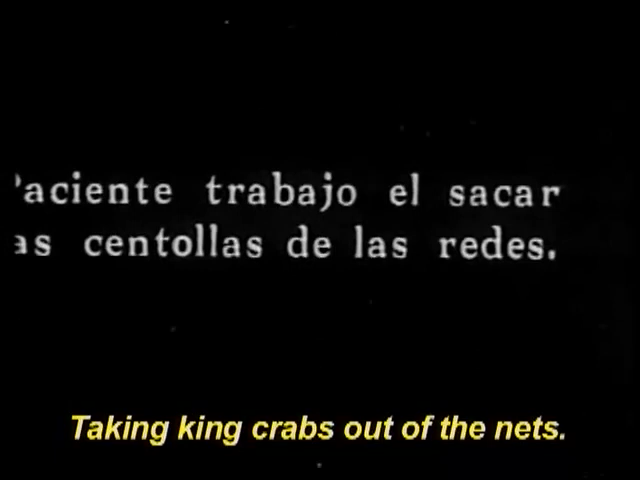 'aciente trabajo el sacar
as centollas de las redes.
Taking king crabs out of the nets.